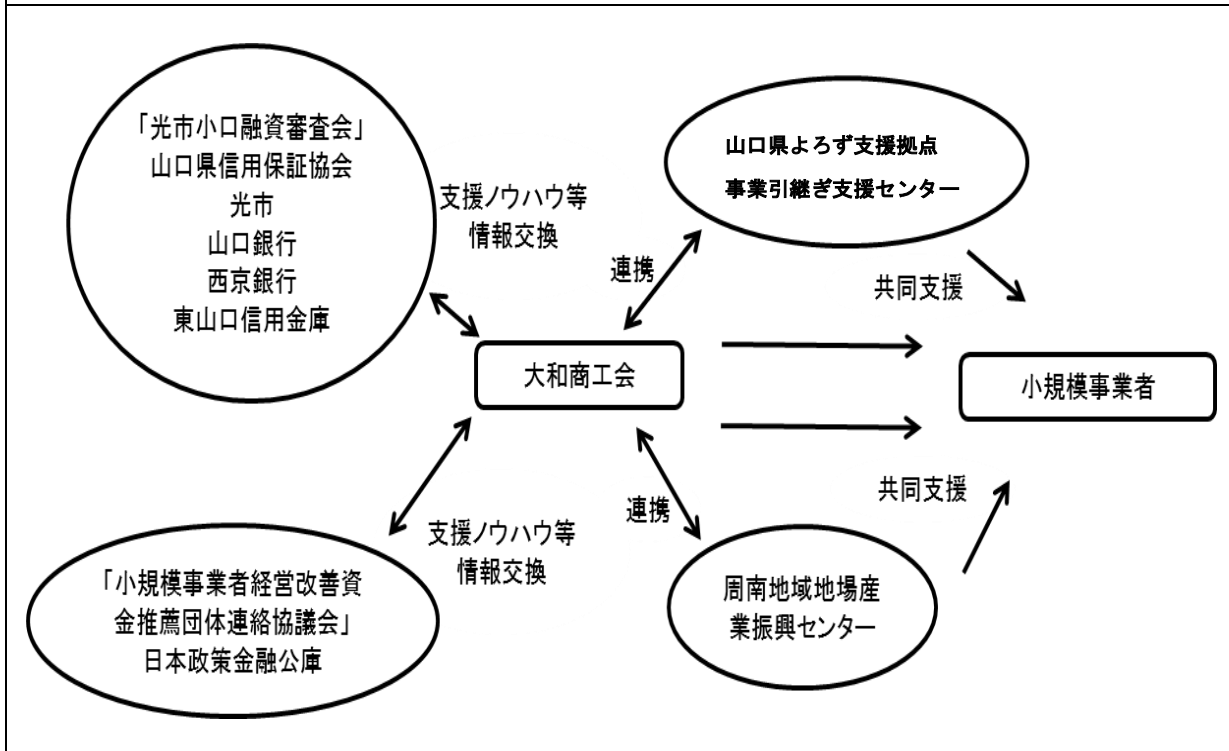 「光市小口融資審査会」
山口県信用保証協会
光市
山口銀行
西京銀行
東山口信用金庫
支援ノウハウ等
情報交換
山口県よろず支援拠点
事業引継ぎ支援センター
連携
共同支援
大和商工会
小規模事業者
連携
共同支援
支援ノウハウ等
情報交換
「小規模事業者経営改善資
金推薦団体連絡協議会」
日本政策金融公庫
周南地域地場産
業振興センター